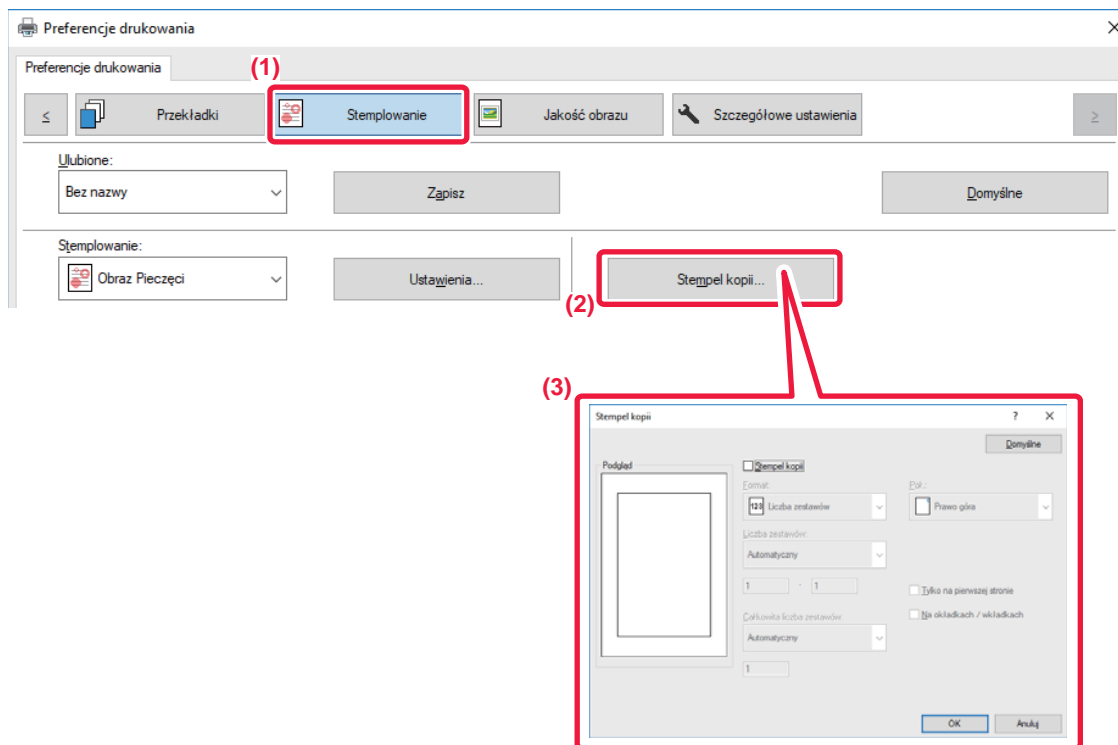 Preferencje drukowania
Preferencje drukowania
(1)
<
Przekładki
Stemplowanie
Jakość obrazu
Szczegółowe ustawienia
>
Ulubione:
Bez nazwy
Zapisz
Domyślne
Stemplowanie:
Obraz Pieczęci
Ustawienia...
Stempel kopii...
(2)
(3)
Stempel kopii
?
Domyślne
Podgląd
Stempel kopii
Format:
Poł.:
123 Liczba zestawów
Prawo góra
Liczba zestawów:
Automatyczny
1 - 1
Tylko na pierwszej stronie
Na okładkach / wkładkach
Całkowita liczba zestawów:
Automatyczny
1
OK
Anuluj